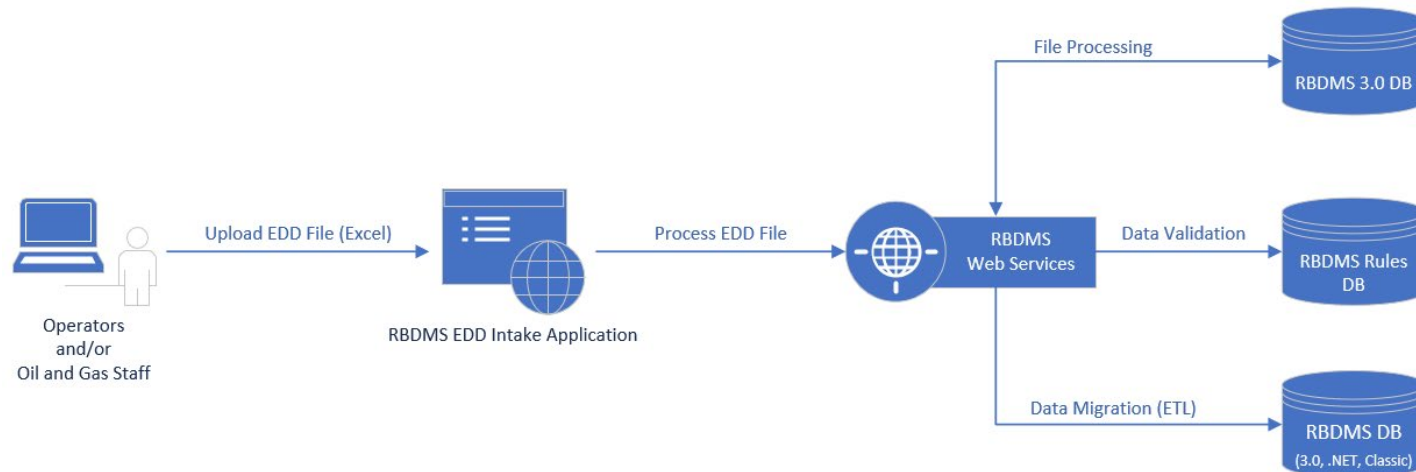 File Processing
RBDMS 3.0 DB
Upload EDD File (Excel)
Process EDD File
RBDMS
Web Services
Data Validation
RBDMS Rules
DB
Operators
and/or
Oil and Gas Staff
RBDMS EDD Intake Application
Data Migration (ETL)
RBDMS DB
(3.0, .NET, Classic)